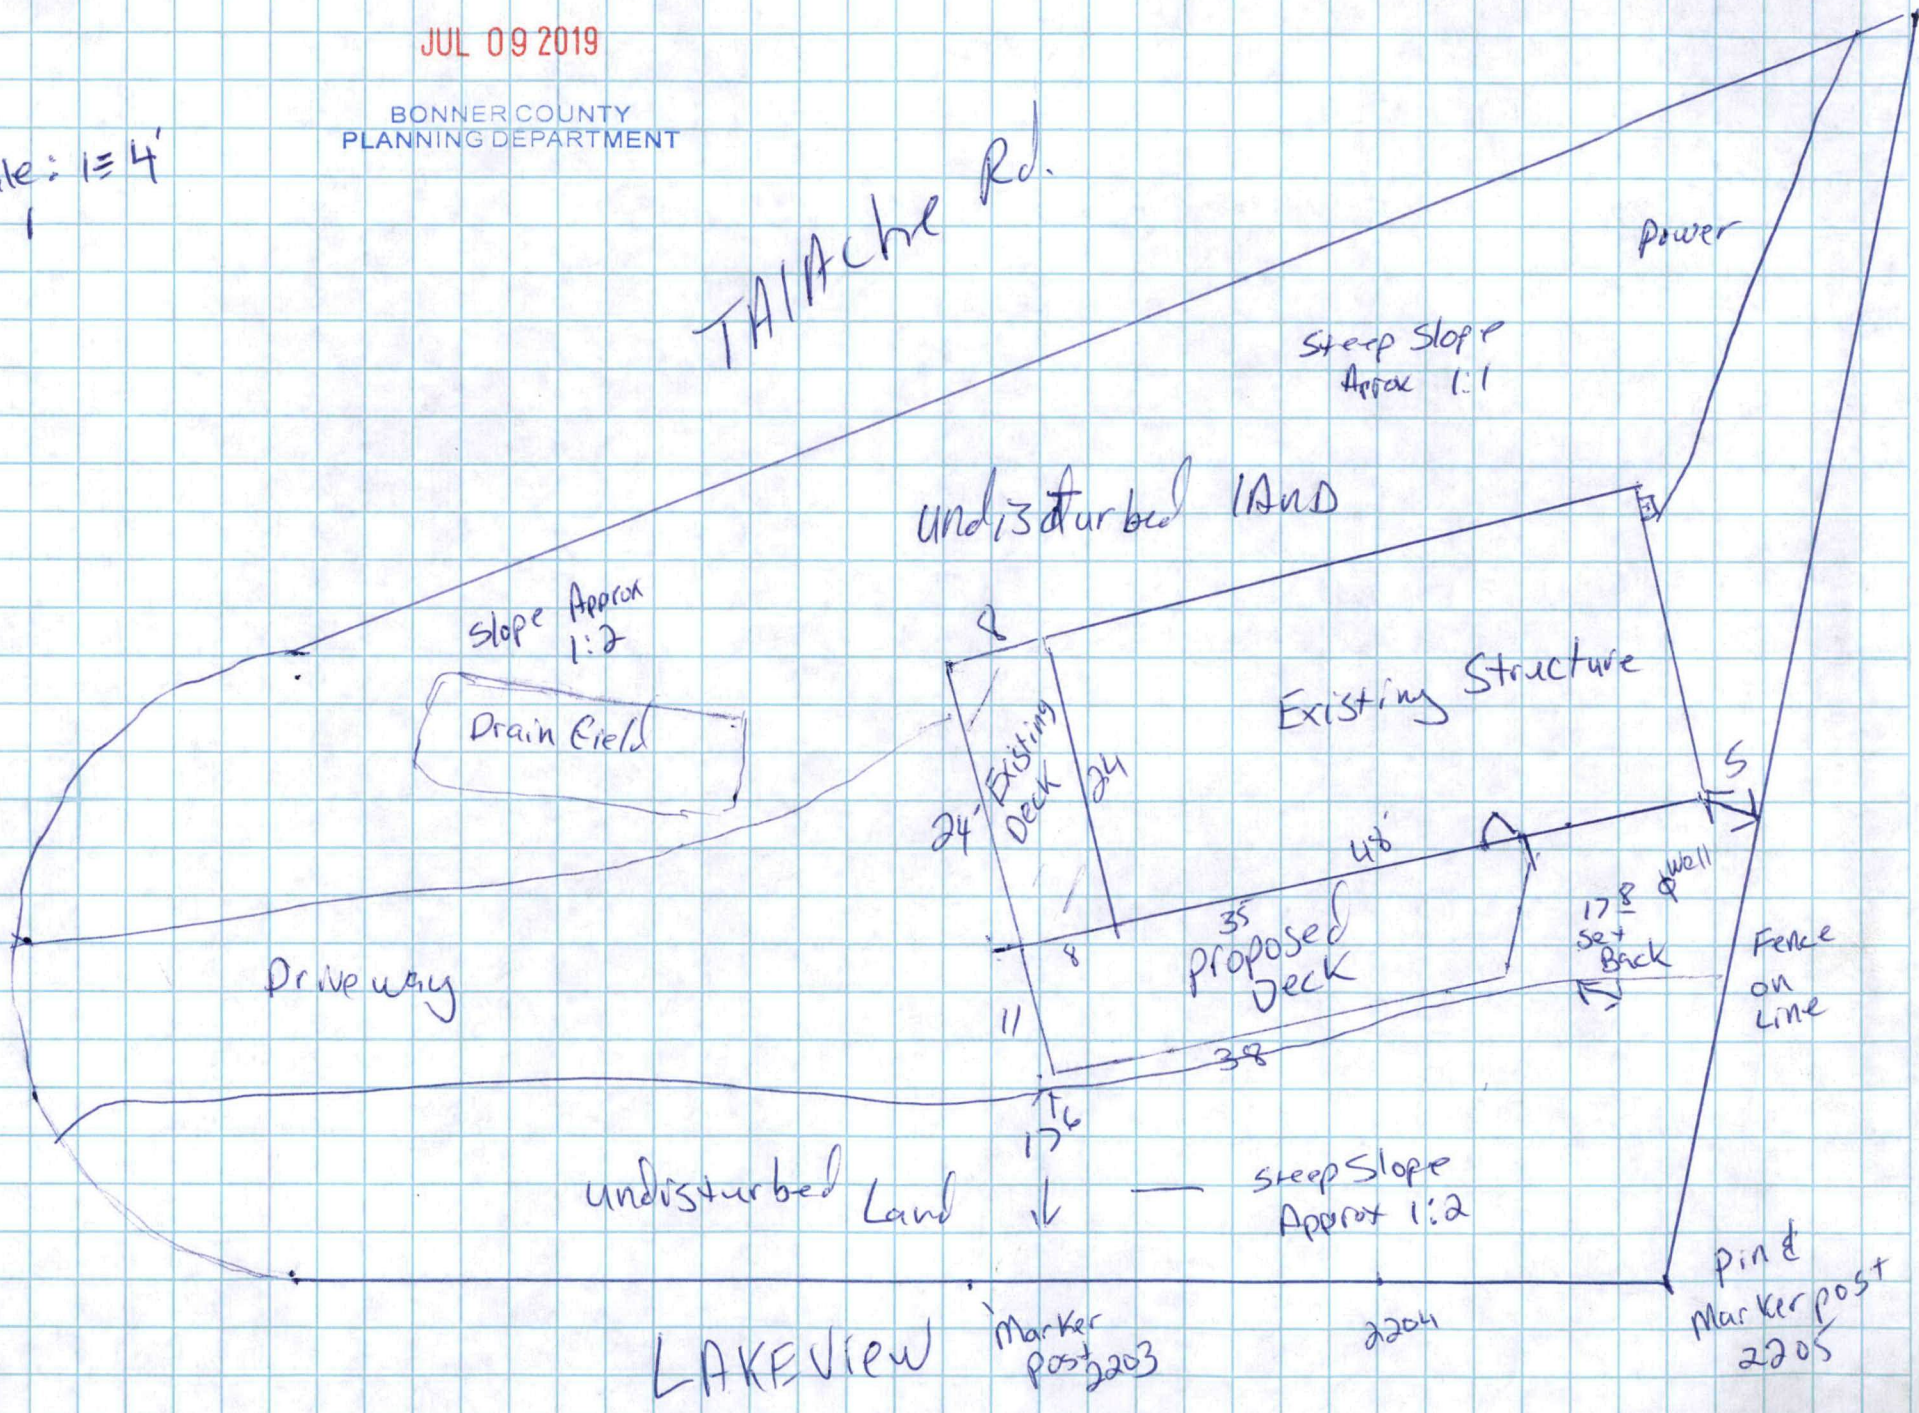 JUL 09 2019
BONNER COUNTY
PLANNING DEPARTMENT
le: 1 = 4'
TAlAche Rd.
Power
Steep Slope
Aprox 1:1
undisturbed lAnD
Slope Approx
1:2
Drain field
8
Existing
Deck
24'
24
Existing Structure
5
48'
Well
35
proposed
Deck
8
17 8
Set
Back
Fence
on
Line
Driveway
11
38
17 6
undisturbed Land
Steep Slope
Approx 1:2
LAKEView
Marker
post 2203
2204
pin &
Marker post
2205